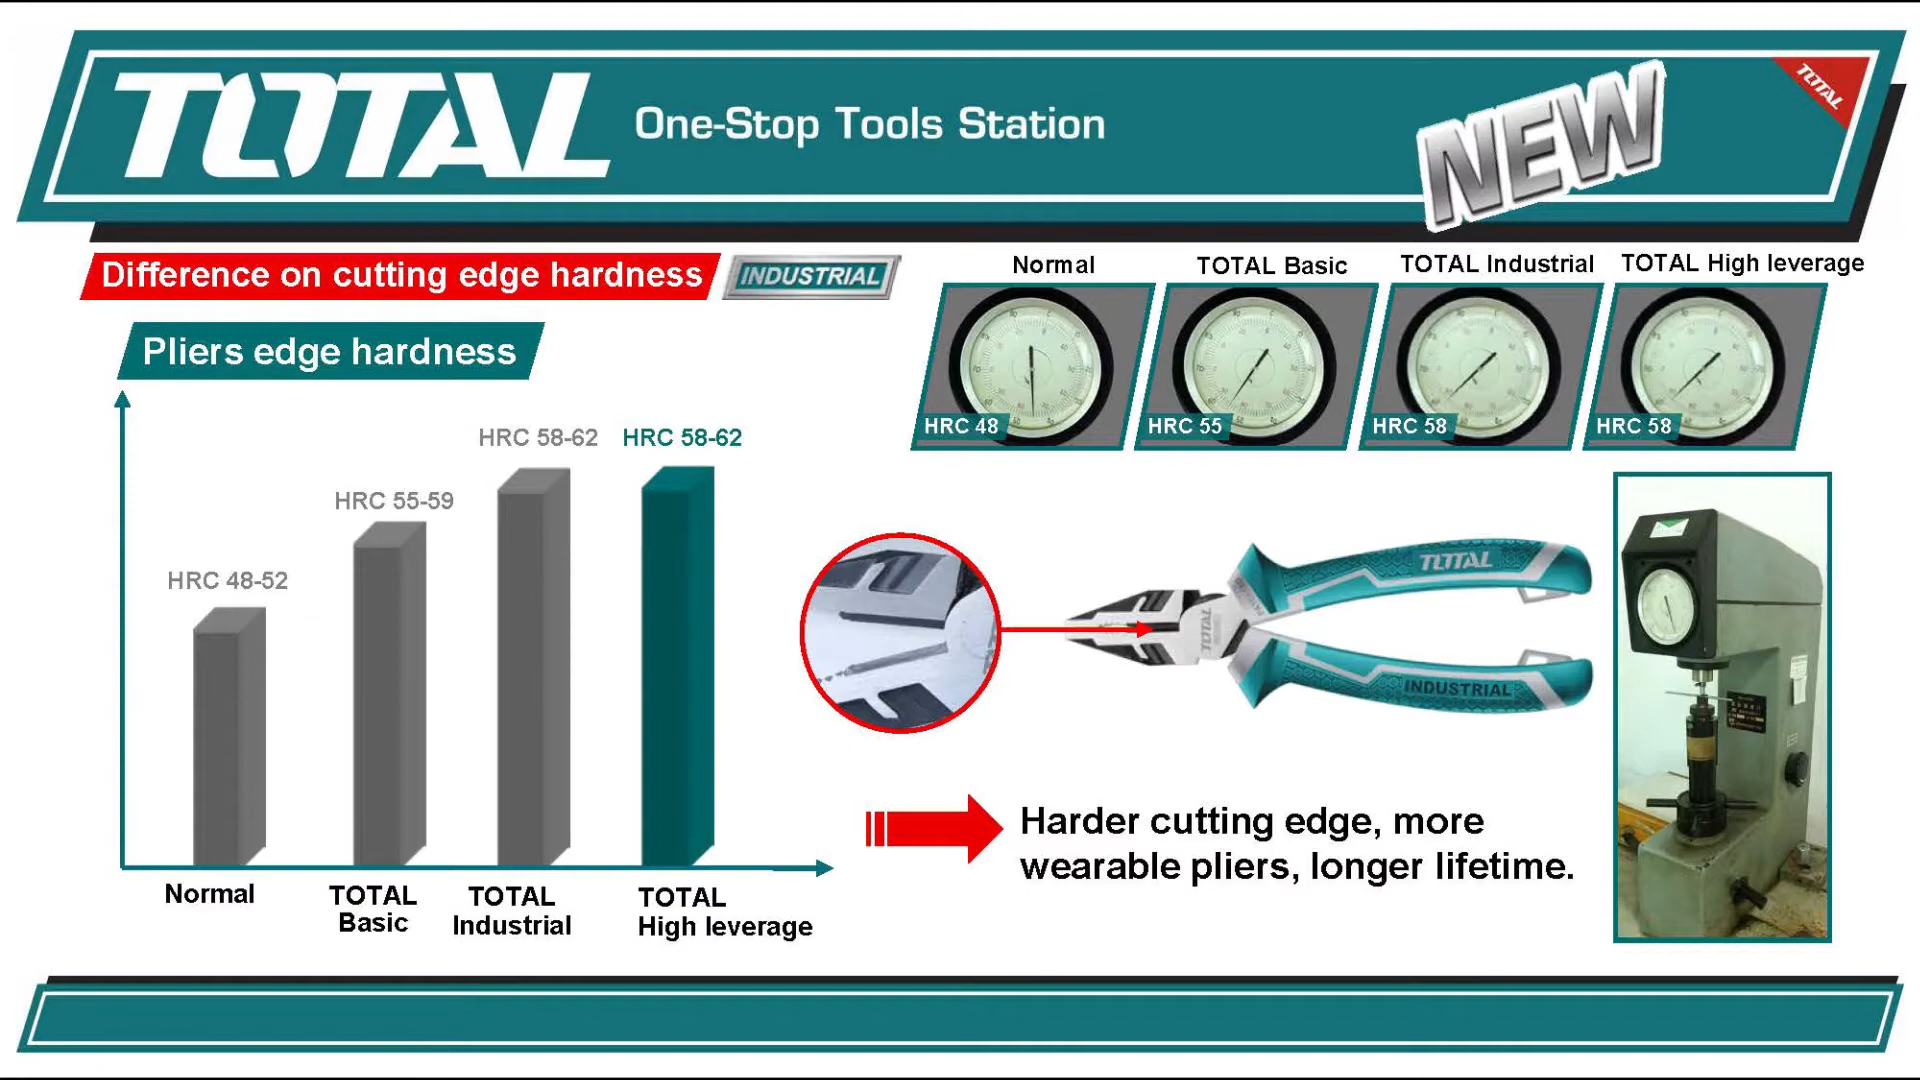 TOTAL
One-Stop Tools Station
NEW
TOTAL
Difference on cutting edge hardness
INDUSTRIAL
Normal
TOTAL Basic
TOTAL Industrial
TOTAL High leverage
HRC 48
HRC 55
HRC 58
HRC 58
Pliers edge hardness
HRC 48-52
HRC 55-59
HRC 58-62
HRC 58-62
Normal
TOTAL
Basic
TOTAL
Industrial
TOTAL
High leverage
TOTAL
TOTAL
INDUSTRIAL
Harder cutting edge, more
wearable pliers, longer lifetime.